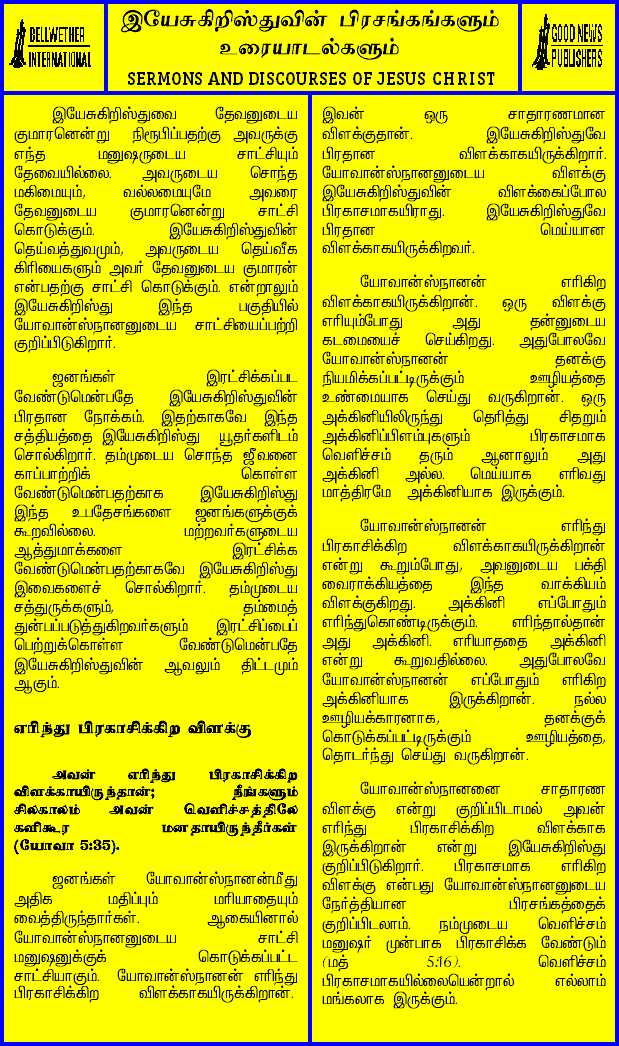 BELLWETHER
INTERNATIONAL
இயேசுகிறிஸ்துவின் பிரசங்கங்களும்
உரையாடல்களும்
SERMONS AND DISCOURSES OF JESUS CHRIST
GOOD NEWS
PUBLISHERS
இயேசுகிறிஸ்துவை தேவனுடைய
குமாரனென்று நிரூபிப்பதற்கு அவருக்கு
எந்த மனுஷருடைய சாட்சியும்
தேவையில்லை. அவருடைய சொந்த
மகிமையும், வல்லமையுமே அவரை
தேவனுடைய குமாரனென்று சாட்சி
கொடுக்கும். இயேசுகிறிஸ்துவின்
தெய்வத்துவமும், அவருடைய தெய்வீக
கிரியைகளும் அவர் தேவனுடைய குமாரன்
என்பதற்கு சாட்சி கொடுக்கும். என்றாலும்
இயேசுகிறிஸ்து இந்த பகுதியில்
யோவான்ஸ்நானனுடைய சாட்சியைப்பற்றி
குறிப்பிடுகிறார்.
ஜனங்கள் இரட்சிக்கப்பட
வேண்டுமென்பதே இயேசுகிறிஸ்துவின்
பிரதான நோக்கம். இதற்காகவே இந்த
சத்தியத்தை இயேசுகிறிஸ்து யூதர்களிடம்
சொல்கிறார். தம்முடைய சொந்த ஜீவனை
காப்பாற்றிக் கொள்ள
வேண்டுமென்பதற்காக இயேசுகிறிஸ்து
இந்த உபதேசங்களை ஜனங்களுக்குக்
கூறவில்லை. மற்றவர்களுடைய
ஆத்துமாக்களை இரட்சிக்க
வேண்டுமென்பதற்காகவே இயேசுகிறிஸ்து
இவைகளைச் சொல்கிறார். தம்முடைய
சத்துருக்களும், தம்மைத்
துன்பப்படுத்துகிறவர்களும் இரட்சிப்பைப்
பெற்றுக்கொள்ள வேண்டுமென்பதே
இயேசுகிறிஸ்துவின் ஆவலும் திட்டமும்
ஆகும்.
எரிந்து பிரகாசிக்கிற விளக்கு
அவன் எரிந்து பிரகாசிக்கிற
விளக்காயிருந்தான்; நீங்களும்
சிலகாலம் அவன் வெளிச்சத்திலே
களிகூர மனதாயிருந்தீர்கள்
(யோவா 5:35).
ஜனங்கள் யோவான்ஸ்நானன்மீது
அதிக மதிப்பும் மரியாதையும்
வைத்திருந்தார்கள். ஆகையினால்
யோவான்ஸ்நானனுடைய சாட்சி
மனுஷனுக்குக் கொடுக்கப்பட்ட
சாட்சியாகும். யோவான்ஸ்நானன் எரிந்து
பிரகாசிக்கிற விளக்காகயிருக்கிறான்.
இவன் ஒரு சாதாரணமான
விளக்குதான். இயேசுகிறிஸ்துவே
பிரதான விளக்காகயிருக்கிறார்.
யோவான்ஸ்நானனுடைய விளக்கு
இயேசுகிறிஸ்துவின் விளக்கைப்போல
பிரகாசமாகயிராது. இயேசுகிறிஸ்துவே
பிரதான மெய்யான
விளக்காகயிருக்கிறவர்.
யோவான்ஸ்நானன் எரிகிற
விளக்காகயிருக்கிறான். ஒரு விளக்கு
எரியும்போது அது தன்னுடைய
கடமையைச் செய்கிறது. அதுபோலவே
யோவான்ஸ்நானன் தனக்கு
நியமிக்கப்பட்டிருக்கும் ஊழியத்தை
உண்மையாக செய்து வருகிறான். ஒரு
அக்கினியிலிருந்து தெரித்து சிதறும்
அக்கினிப்பிளம்புகளும் பிரகாசமாக
வெளிச்சம் தரும் ஆனாலும் அது
அக்கினி அல்ல. மெய்யாக எரிவது
மாத்திரமே அக்கினியாக இருக்கும்.
யோவான்ஸ்நானன் எரிந்து
பிரகாசிக்கிற விளக்காகயிருக்கிறான்
என்று கூறும்போது, அவனுடைய பக்தி
வைராக்கியத்தை இந்த வாக்கியம்
விளக்குகிறது. அக்கினி எப்போதும்
எரிந்துகொண்டிருக்கும். எரிந்தால்தான்
அது அக்கினி. எரியாததை அக்கினி
என்று கூறுவதில்லை. அதுபோலவே
யோவான்ஸ்நானன் எப்போதும் எரிகிற
அக்கினியாக இருக்கிறான். நல்ல
ஊழியக்காரனாக, தனக்குக்
கொடுக்கப்பட்டிருக்கும் ஊழியத்தை,
தொடர்ந்து செய்து வருகிறான்.
யோவான்ஸ்நானனை சாதாரண
விளக்கு என்று குறிப்பிடாமல் அவன்
எரிந்து பிரகாசிக்கிற விளக்காக
இருக்கிறான் என்று இயேசுகிறிஸ்து
குறிப்பிடுகிறார். பிரகாசமாக எரிகிற
விளக்கு என்பது யோவான்ஸ்நானனுடைய
நேர்த்தியான பிரசங்கத்தைக்
குறிப்பிடலாம். நம்முடைய வெளிச்சம்
மனுஷர் முன்பாக பிரகாசிக்க வேண்டும்
(மத் 5:16). வெளிச்சம்
பிரகாசமாகயில்லையென்றால் எல்லாம்
மங்கலாக இருக்கும்.